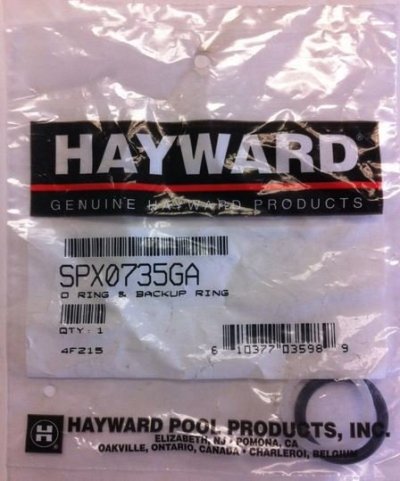 HAYWARD®
GENUINE HAYWARD PRODUCTS
SPX0735GA
O RING & BACKUP RING
QTY: 1
4F215
6 10377 03598 9
H
HAYWARD POOL PRODUCTS, INC.
ELIZABETH, NJ • POMONA, CA
OAKVILLE, ONTARIO, CANADA • CHARLEROI, BELGIUM